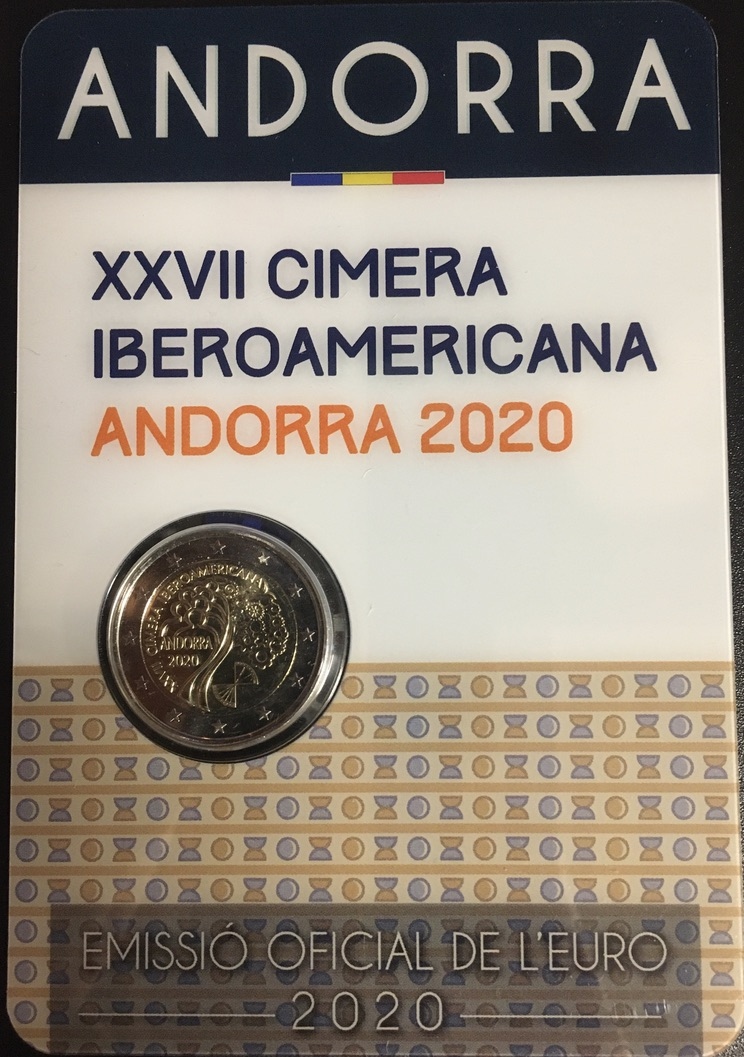 ANDORRA
XXVII CIMERA
IBEROAMERICANA
ANDORRA 2020
XXVII CIMERA IBEROAMERICANA
ANDORRA
2020
EMISSIÓ OFICIAL DE L'EURO
2020